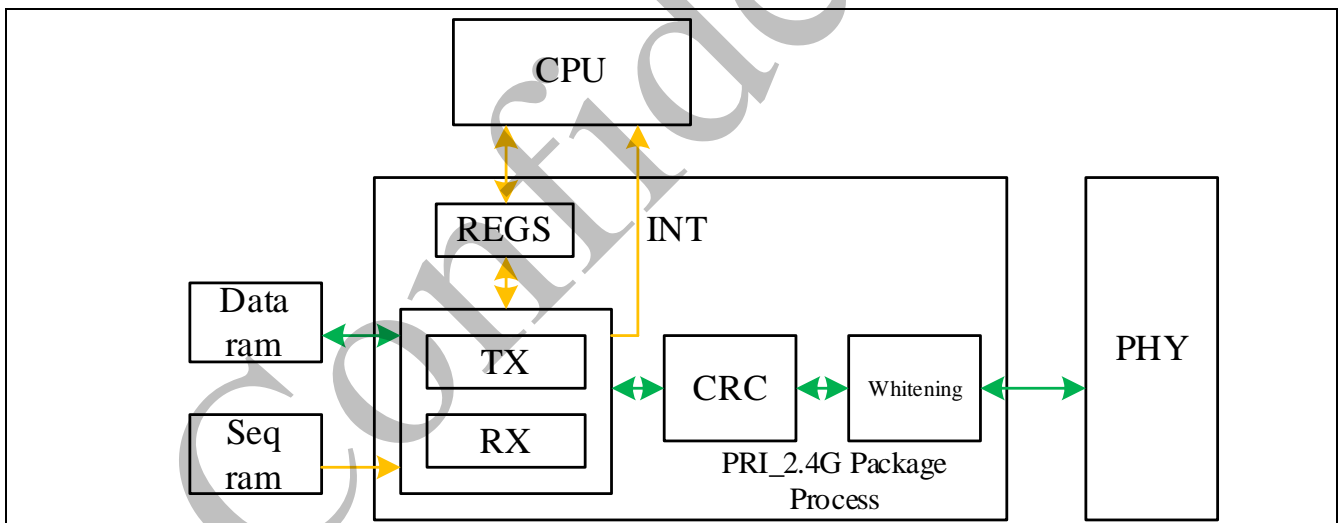 CPU
REGS
INT
Data
ram
TX
CRC
Whitening
PHY
Seq
ram
RX
PRI_2.4G Package
Process
Confide